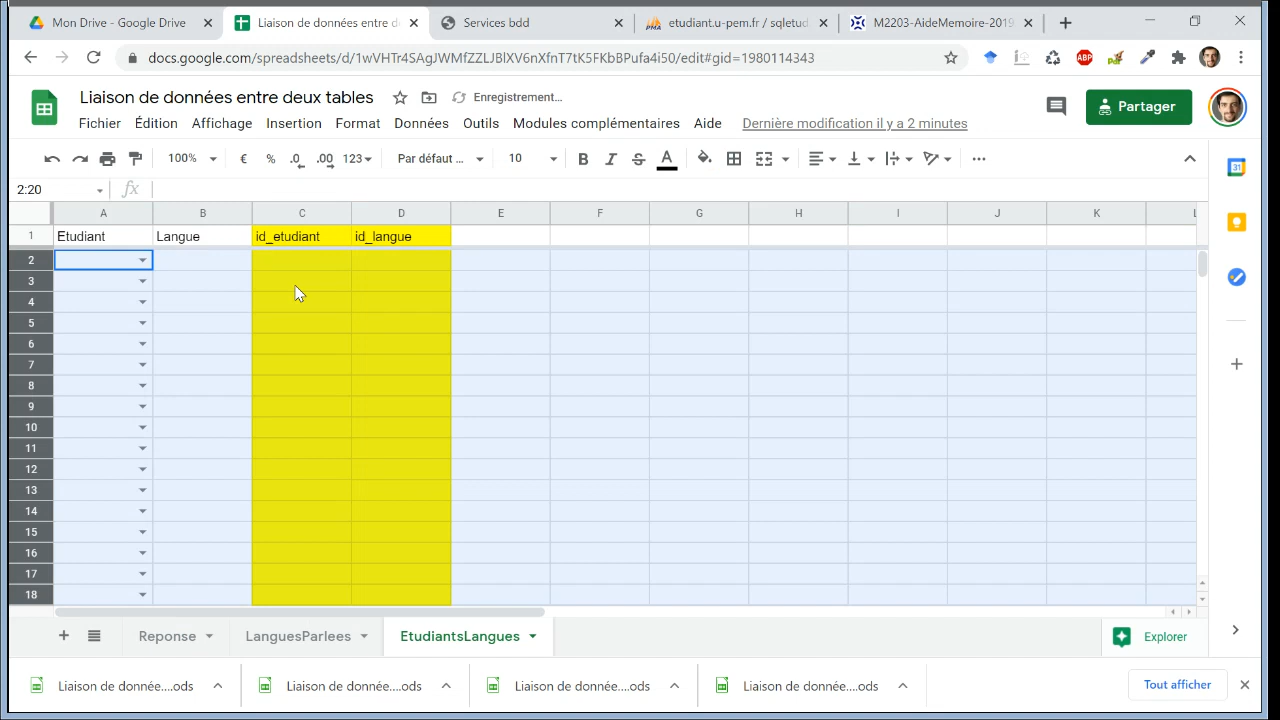 Mon Drive - Google Drive
Liaison de données entre d
Services bdd
etudiant.u-pm.fr / sqletud
M2203-AideMemoire-2019
docs.google.com/spreadsheets/d/1wVHTr4SAgJWMfZZLJBlYV6nXfnT7tK5FKbBPufa4i50/edit#gid=1980114343
ABP
Liaison de données entre deux tables
Enregistrement…
Partager
Fichier Édition Affichage Insertion Format Données Outils Modules complémentaires Aide Dernière modification il y a 2 minutes
100% € % .0 .00 123 Par défaut ... 10 B I S A
31
2:20 fx
A B C D E F G H I J K L
1 Etudiant Langue id_etudiant id_langue
2
3
4
5
6
7
8
9
10
11
12
13
14
15
16
17
18
Reponse LanguesParlees EtudiantsLangues Explorer
Liaison de donnée....ods Liaison de donnée....ods Liaison de donnée....ods Liaison de donnée....ods Tout afficher